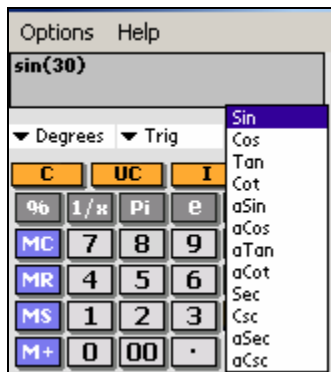 Options Help
sin(30)
Degrees Trig
C UC I
% 1/x Pi e
MC 7 8 9
MR 4 5 6
MS 1 2 3
M+ 0 00 .
Sin
Cos
Tan
Cot
aSin
aCos
aTan
aCot
Sec
Csc
aSec
aCsc